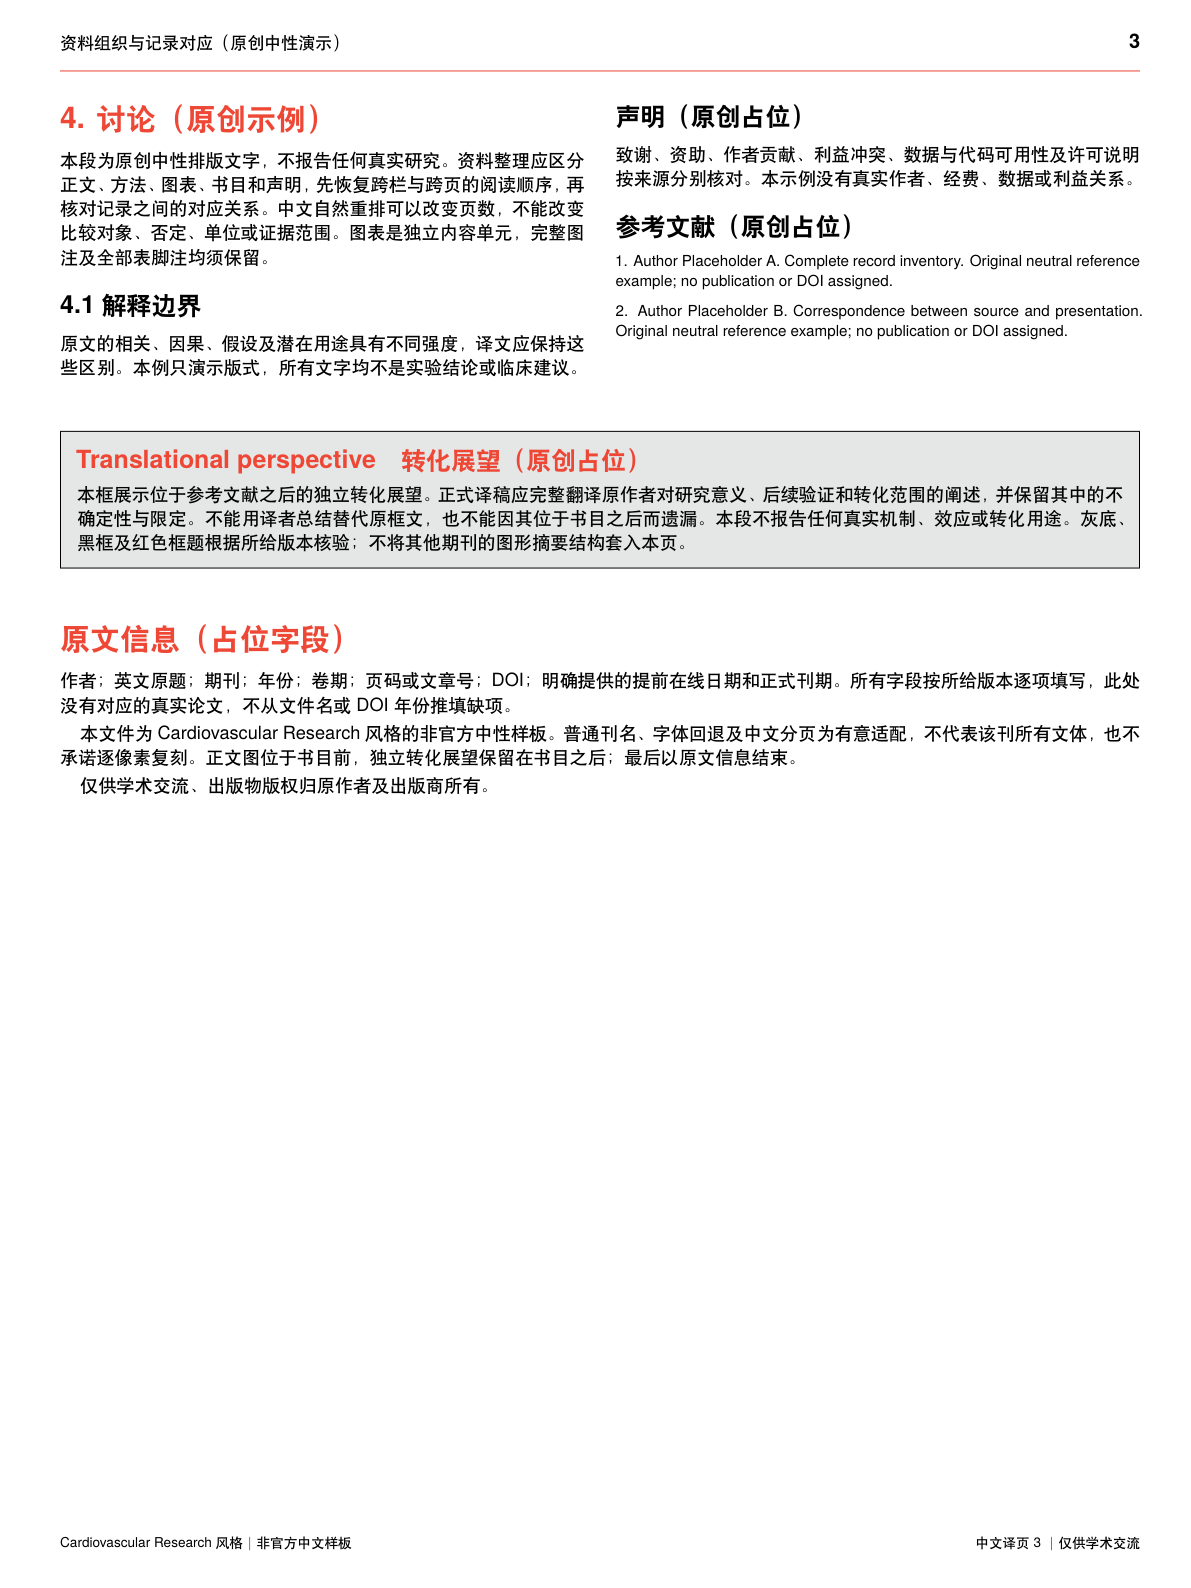 资料组织与记录对应（原创中性演示）
3
4. 讨论（原创示例）
本段为原创中性排版文字，不报告任何真实研究。资料整理应区分
正文、方法、图表、书目和声明，先恢复跨栏与跨页的阅读顺序，再
核对记录之间的对应关系。中文自然重排可以改变页数，不能改变
比较对象、否定、单位或证据范围。图表是独立内容单元，完整图
注及全部表脚注均须保留。
4.1 解释边界
原文的相关、因果、假设及潜在用途具有不同强度，译文应保持这
些区别。本例只演示版式，所有文字均不是实验结论或临床建议。
声明（原创占位）
致谢、资助、作者贡献、利益冲突、数据与代码可用性及许可说明
按来源分别核对。本示例没有真实作者、经费、数据或利益关系。
参考文献（原创占位）
1. Author Placeholder A. Complete record inventory. Original neutral reference
example; no publication or DOI assigned.
2. Author Placeholder B. Correspondence between source and presentation.
Original neutral reference example; no publication or DOI assigned.
Translational perspective 转化展望（原创占位）
本框展示位于参考文献之后的独立转化展望。正式译稿应完整翻译原作者对研究意义、后续验证和转化范围的阐述，并保留其中的不
确定性与限定。不能用译者总结替代原框文，也不能因其位于书目之后而遗漏。本段不报告任何真实机制、效应或转化用途。灰底、
黑框及红色框题根据所给版本核验；不将其他期刊的图形摘要结构套入本页。
原文信息（占位字段）
作者；英文原题；期刊；年份；卷期；页码或文章号；DOI；明确提供的提前在线日期和正式刊期。所有字段按所给版本逐项填写，此处
没有对应的真实论文，不从文件名或 DOI 年份推填缺项。
本文件为 Cardiovascular Research 风格的非官方中性样板。普通刊名、字体回退及中文分页为有意适配，不代表该刊所有文体，也不
承诺逐像素复刻。正文图位于书目前，独立转化展望保留在书目之后；最后以原文信息结束。
仅供学术交流、出版物版权归原作者及出版商所有。
Cardiovascular Research 风格｜非官方中文样板
中文译页 3 ｜仅供学术交流